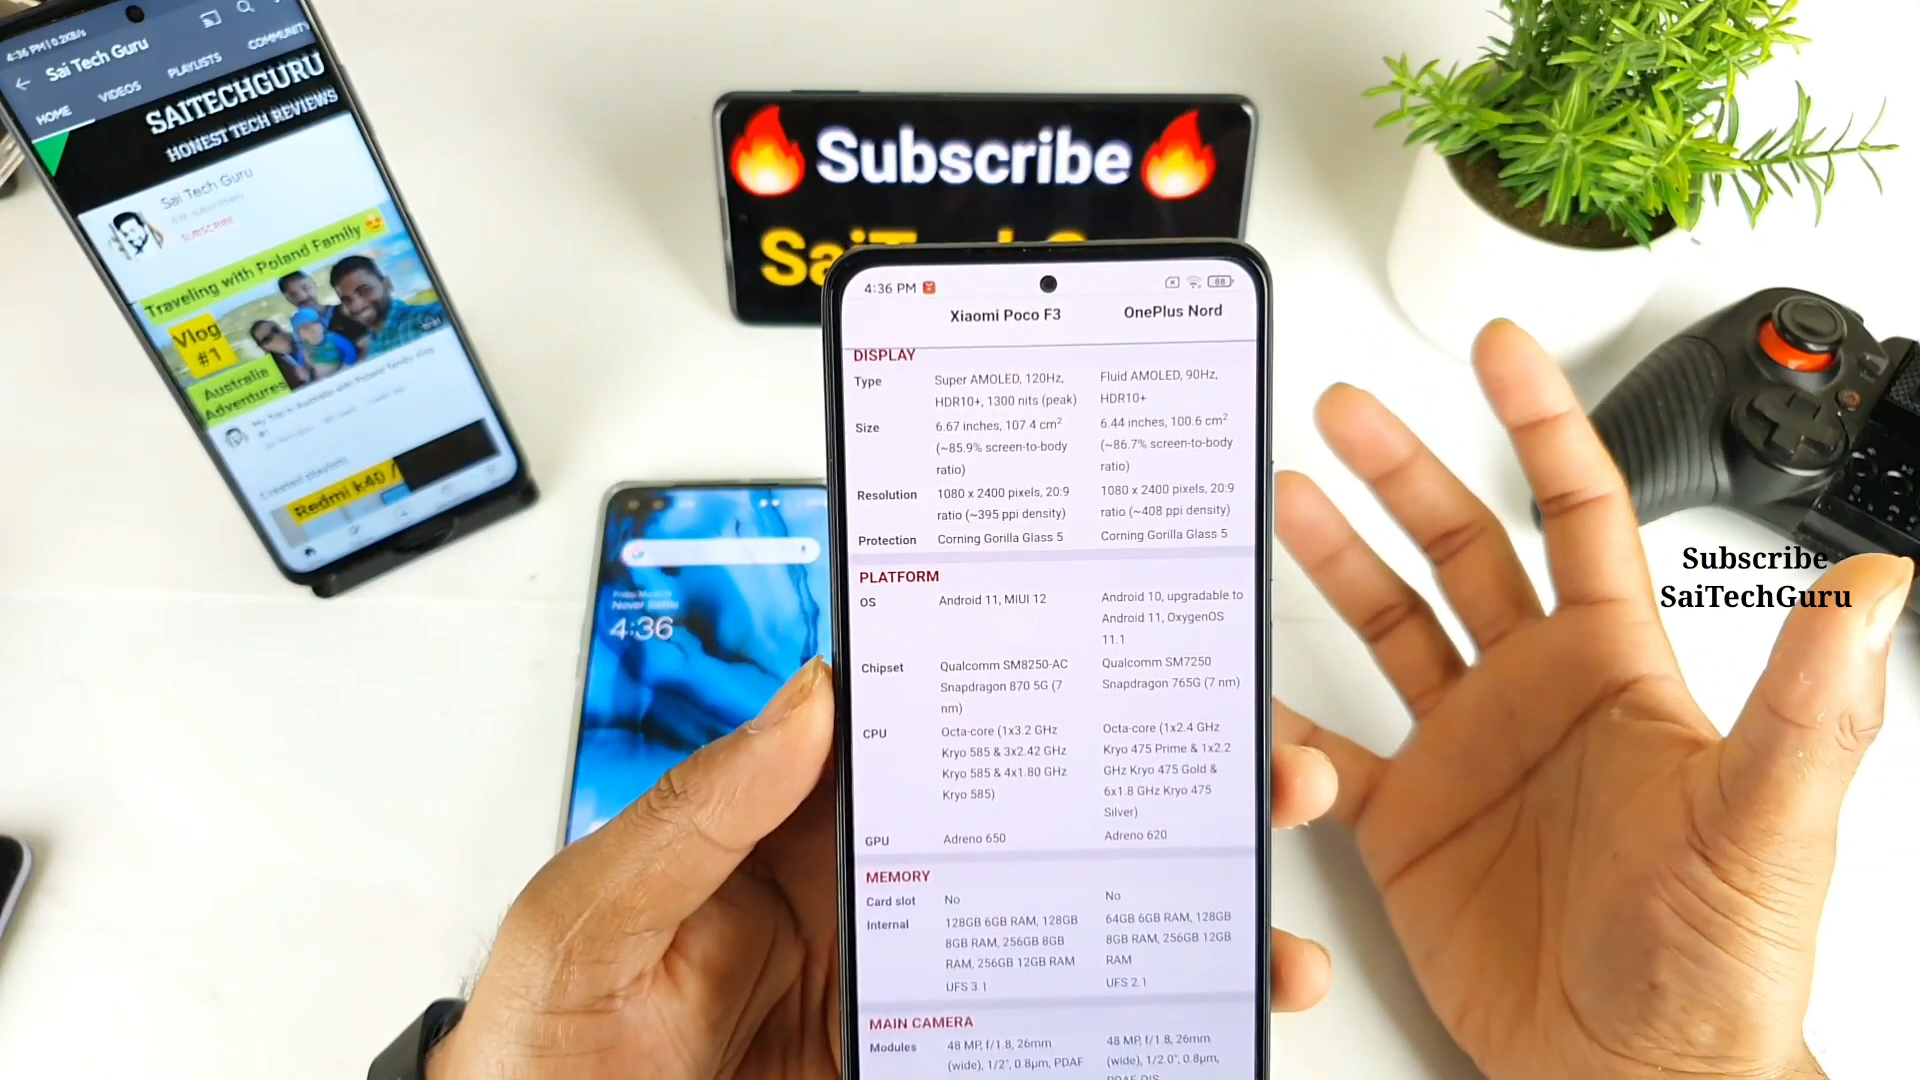 4:36 PM | 0.2KB/s
Sai Tech Guru
HOME VIDEOS PLAYLISTS COMMUNITY
SAITECHGURU
HONEST TECH REVIEWS
Sai Tech Guru
SUBSCRIBE
Traveling with Poland Family
Vlog
#1
Australia
Adventures
Created playlists
Redmi K40 /
🔥 Subscribe 🔥
4:36
4:36 PM
88
Xiaomi Poco F3 OnePlus Nord
DISPLAY
Type Super AMOLED, 120Hz, Fluid AMOLED, 90Hz,
HDR10+, 1300 nits (peak) HDR10+
Size 6.67 inches, 107.4 cm² 6.44 inches, 100.6 cm²
(~85.9% screen-to-body (~86.7% screen-to-body
ratio) ratio)
Resolution 1080 x 2400 pixels, 20:9 1080 x 2400 pixels, 20:9
ratio (~395 ppi density) ratio (~408 ppi density)
Protection Corning Gorilla Glass 5 Corning Gorilla Glass 5
PLATFORM
OS Android 11, MIUI 12 Android 10, upgradable to
Android 11, OxygenOS
11.1
Chipset Qualcomm SM8250-AC Qualcomm SM7250
Snapdragon 870 5G (7 Snapdragon 765G (7 nm)
nm)
CPU Octa-core (1x3.2 GHz Octa-core (1x2.4 GHz
Kryo 585 & 3x2.42 GHz Kryo 475 Prime & 1x2.2
Kryo 585 & 4x1.80 GHz GHz Kryo 475 Gold &
Kryo 585) 6x1.8 GHz Kryo 475
Silver)
GPU Adreno 650 Adreno 620
MEMORY
Card slot No No
Internal 128GB 6GB RAM, 128GB 64GB 6GB RAM, 128GB
8GB RAM, 256GB 8GB 8GB RAM, 256GB 12GB
RAM, 256GB 12GB RAM RAM
UFS 3.1 UFS 2.1
MAIN CAMERA
Modules 48 MP, f/1.8, 26mm 48 MP, f/1.8, 26mm
(wide), 1/2", 0.8µm, PDAF (wide), 1/2.0", 0.8µm,
Subscribe
SaiTechGuru